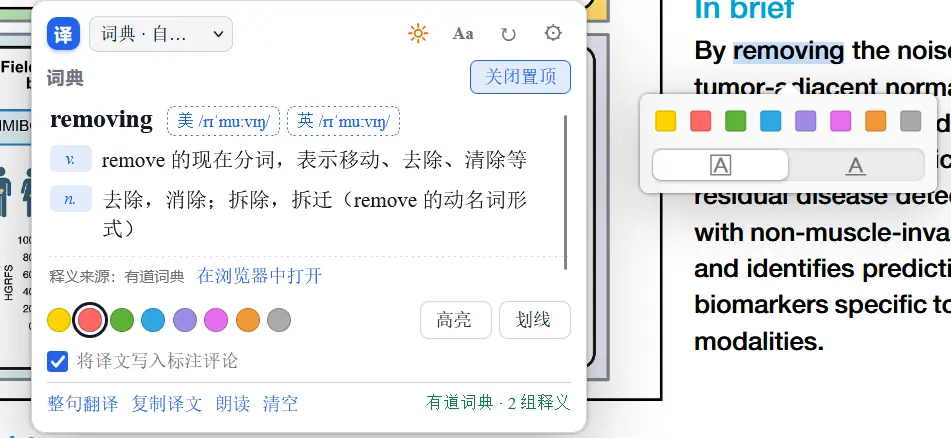 译
词典 · 自…
Aa
词典
关闭置顶
removing
美 /rɪˈmuːvɪŋ/
英 /rɪˈmuːvɪŋ/
v. remove 的现在分词，表示移动、去除、清除等
n. 去除，消除；拆除，拆迁（remove 的动名词形
式）
释义来源：有道词典 在浏览器中打开
高亮
划线
将译文写入标注评论
整句翻译 复制译文 朗读 清空
有道词典 · 2 组释义
Fiel
b
MIBC
HGRFS
In brief
By removing the noise
tumor-adjacent norma
A
A
residual disease dete
with non-muscle-inva
and identifies predicti
biomarkers specific to
modalities.